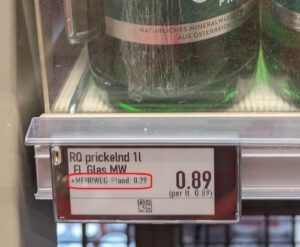 NATÜRLICHES MINERALWASSER
AUS ÖSTERREICH
RQ prickelnd 1l
Fl Glas MW
+MEHRWEG-Pfand: 0.29
0.89
(per lt. 0.89)